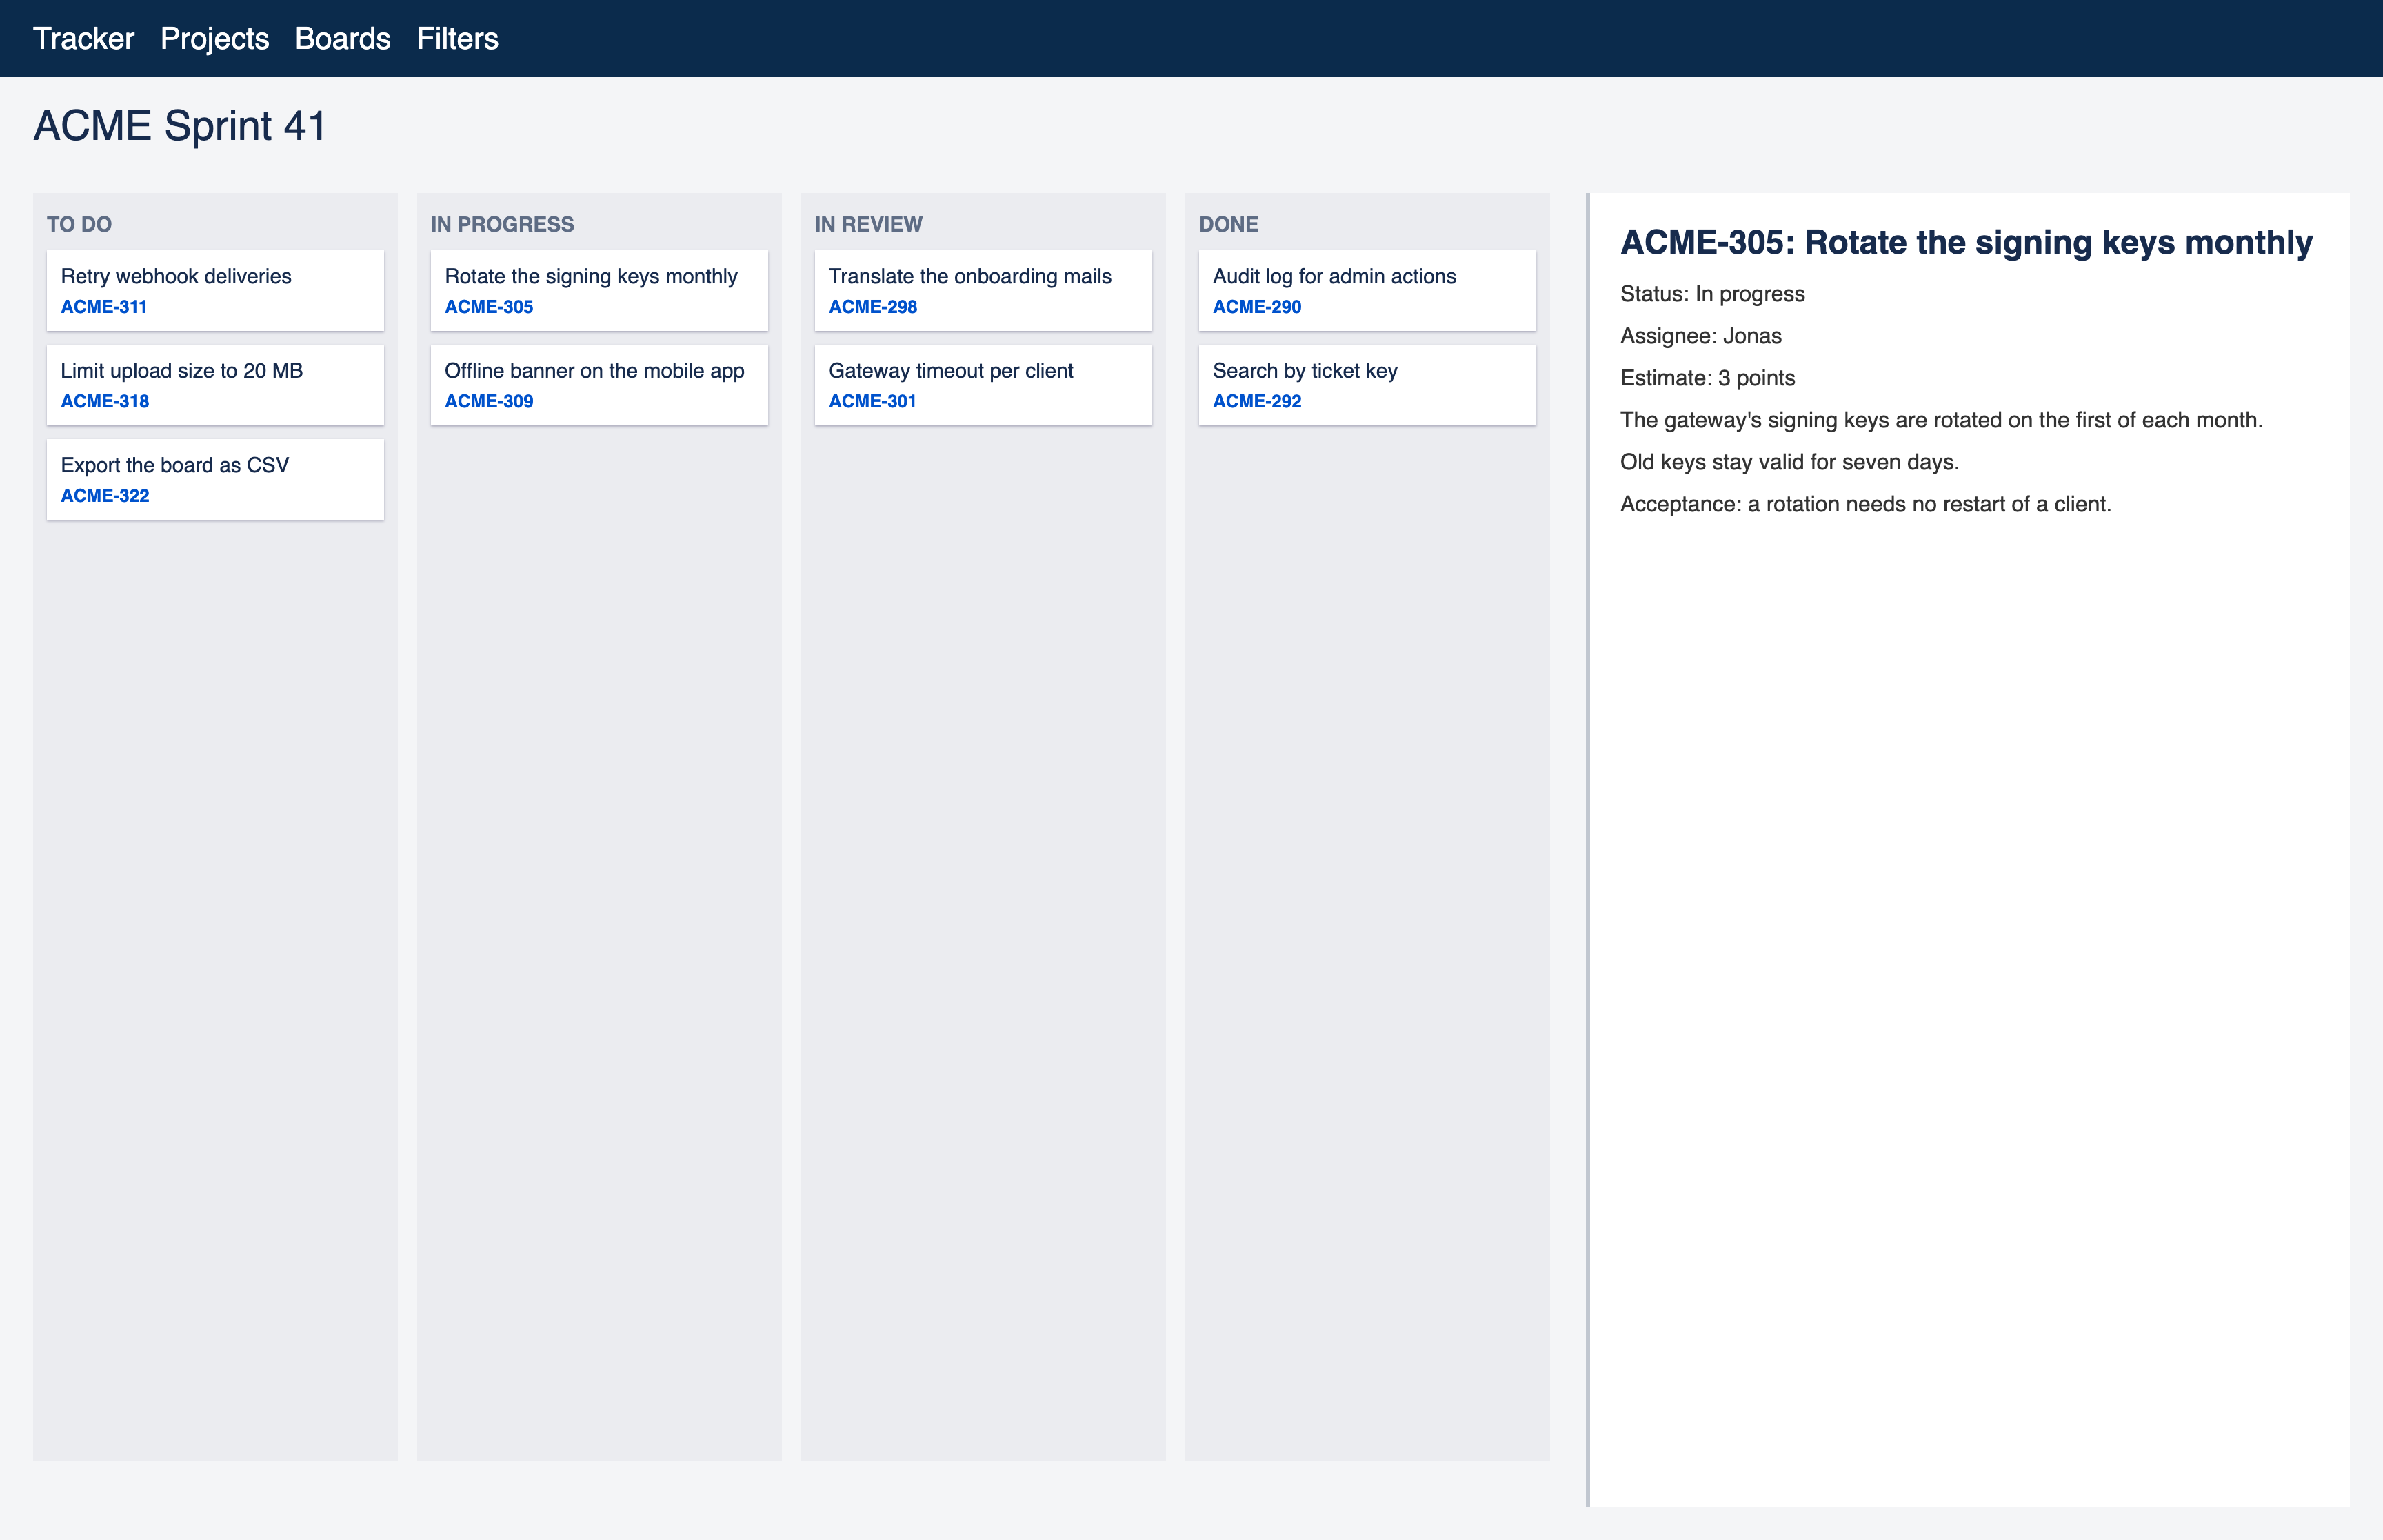 Tracker Projects Boards Filters
ACME Sprint 41
TO DO
Retry webhook deliveries
ACME-311
Limit upload size to 20 MB
ACME-318
Export the board as CSV
ACME-322
IN PROGRESS
Rotate the signing keys monthly
ACME-305
Offline banner on the mobile app
ACME-309
IN REVIEW
Translate the onboarding mails
ACME-298
Gateway timeout per client
ACME-301
DONE
Audit log for admin actions
ACME-290
Search by ticket key
ACME-292
ACME-305: Rotate the signing keys monthly
Status: In progress
Assignee: Jonas
Estimate: 3 points
The gateway's signing keys are rotated on the first of each month.
Old keys stay valid for seven days.
Acceptance: a rotation needs no restart of a client.